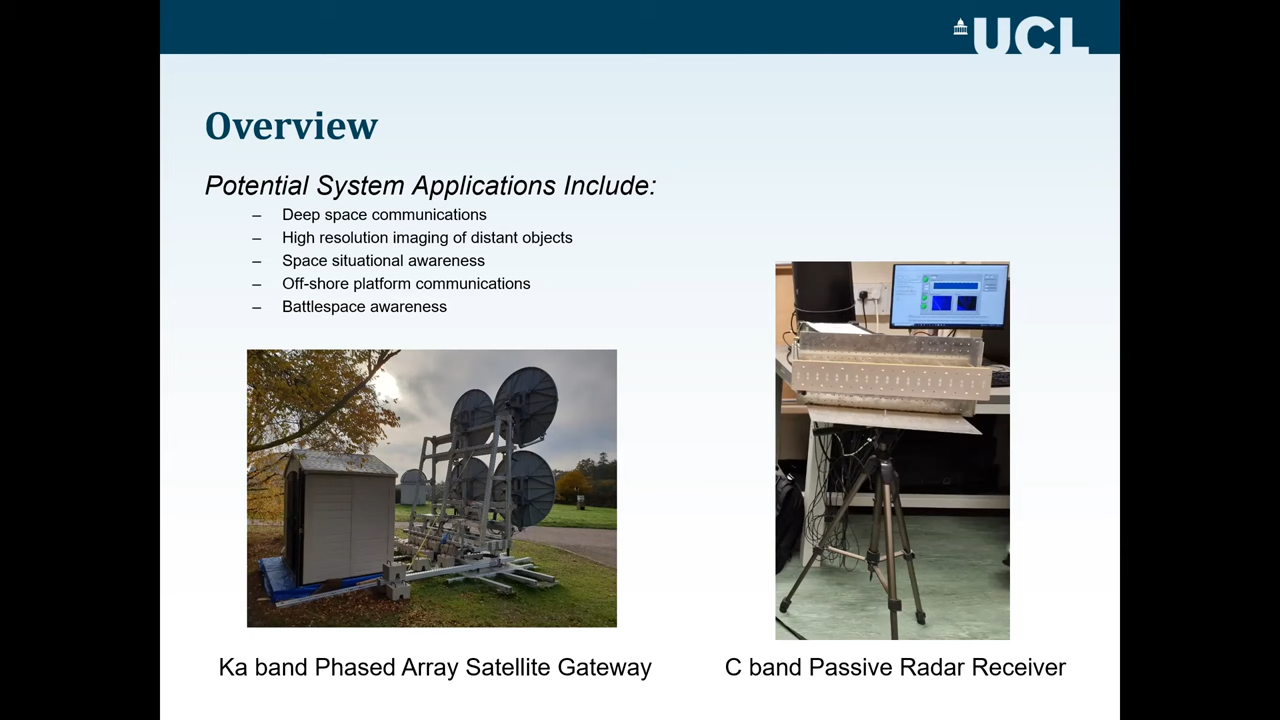 UCL
Overview
Potential System Applications Include:
– Deep space communications
– High resolution imaging of distant objects
– Space situational awareness
– Off-shore platform communications
– Battlespace awareness
Ka band Phased Array Satellite Gateway
C band Passive Radar Receiver